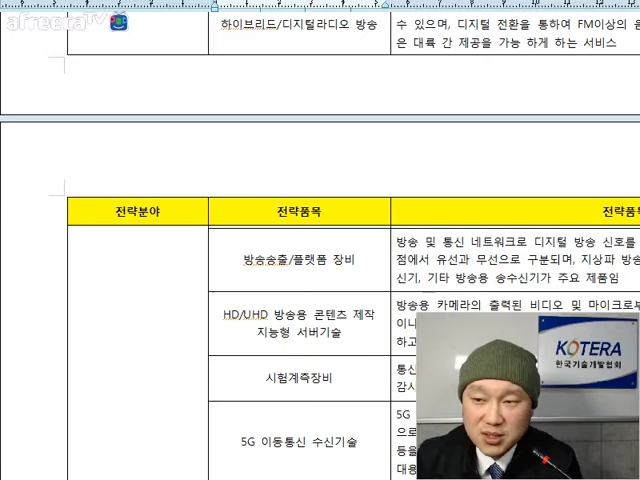 afreecaTV
하이브리드/디지털라디오 방송
수 있으며, 디지털 전환을 통하여 FM이상의 음
은 대륙 간 제공을 가능 하게 하는 서비스
전략분야
전략품목
전략품목
방송송출/플랫폼 장비
방송 및 통신 네트워크로 디지털 방송 신호를
점에서 유선과 무선으로 구분되며, 지상파 방송
신기, 기타 방송용 송수신기가 주요 제품임
HD/UHD 방송용 콘텐츠 제작
지능형 서버기술
방송용 카메라의 출력된 비디오 및 마이크로부
이나
하고
시험계측장비
통신
감시
5G 이동통신 수신기술
5G
으로
등을
대용
KOTERA
한국기술개발협회